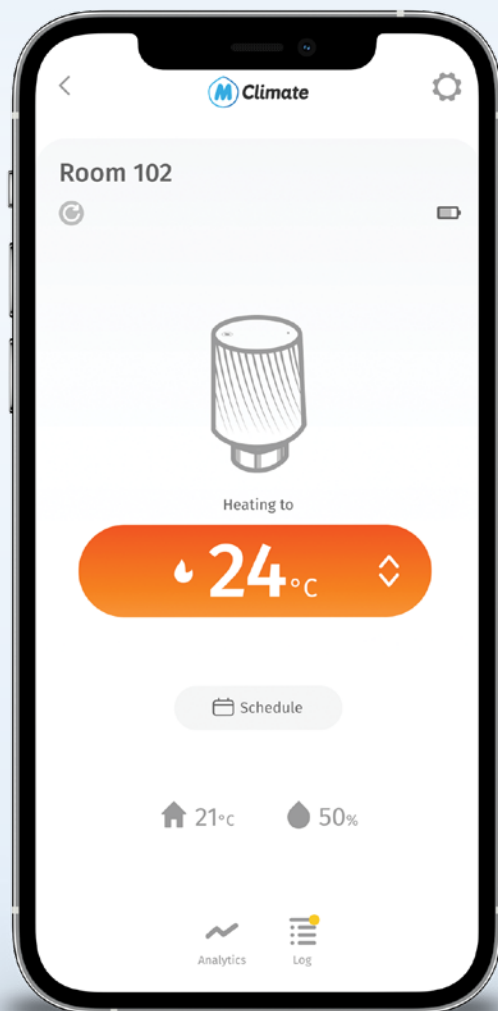 M Climate
Room 102
Heating to
24°C
Schedule
21°C 50%
Analytics Log